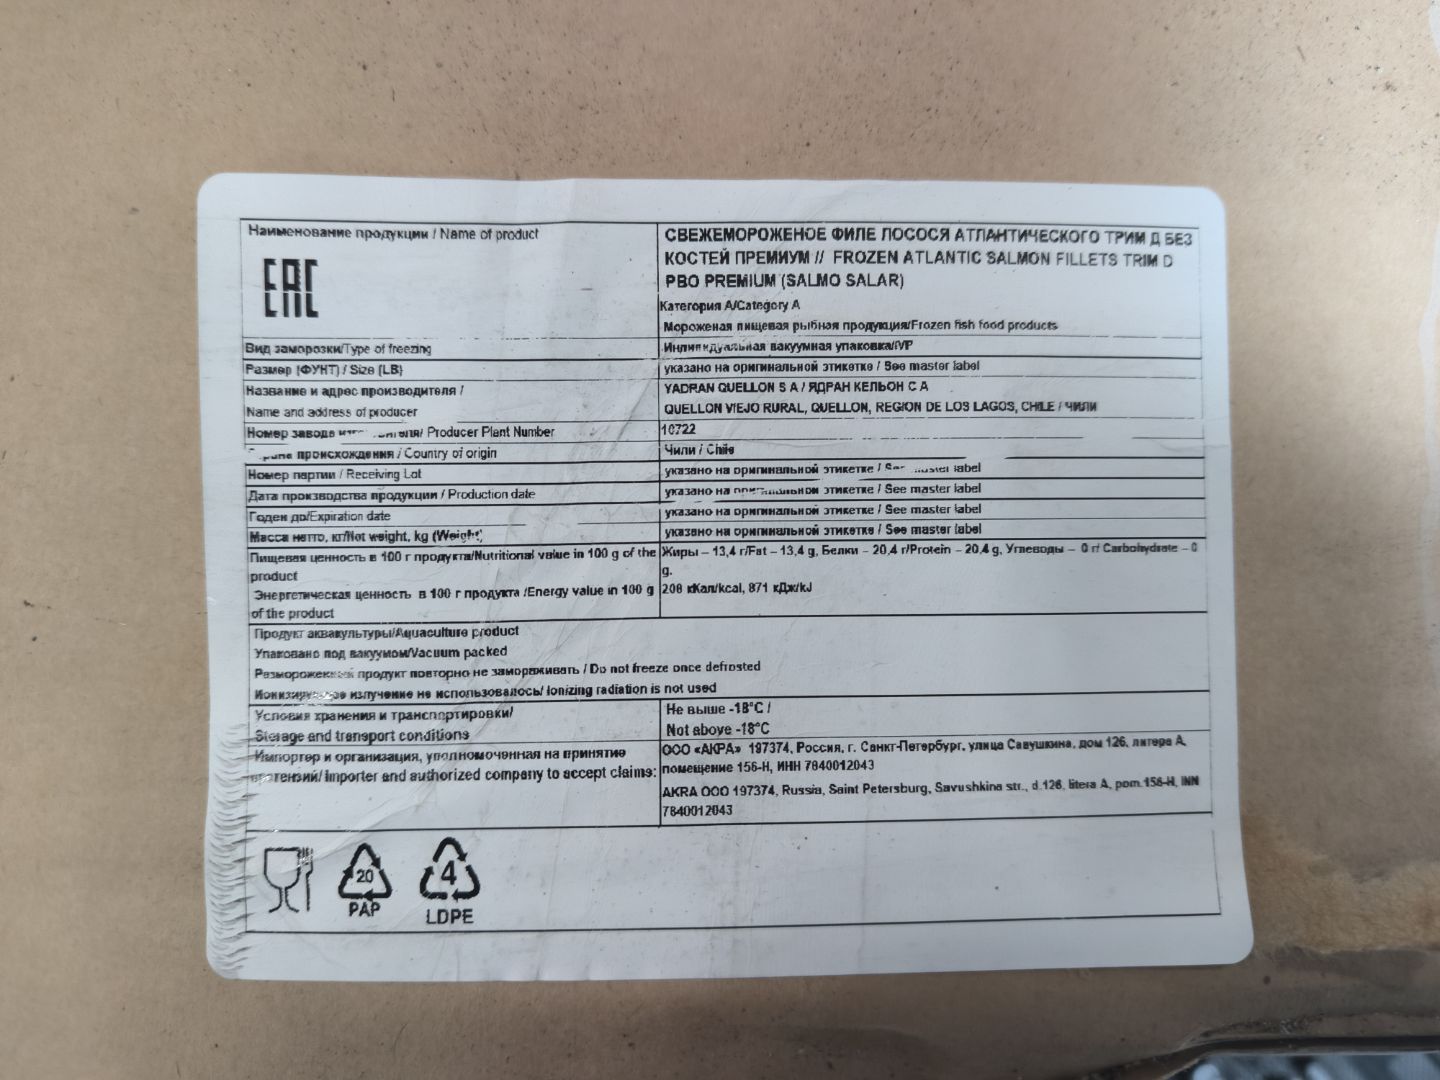 Наименование продукции / Name of product
EAC
СВЕЖЕМОРОЖЕНОЕ ФИЛЕ ЛОСОСЯ АТЛАНТИЧЕСКОГО ТРИМ Д БЕЗ
КОСТЕЙ ПРЕМИУМ // FROZEN ATLANTIC SALMON FILLETS TRIM D
PBO PREMIUM (SALMO SALAR)
Категория А/Category A
Мороженая пищевая рыбная продукция/Frozen fish food products
Вид заморозки/Type of freezing
Индивидуальная вакуумная упаковка/IVP
Размер (ФУНТ) / Size (LB)
указано на оригинальной этикетке / See master label
Название и адрес производителя /
Name and address of producer
YADRAN QUELLON S A / ЯДРАН КЕЛЬОН С А
QUELLON VIEJO RURAL, QUELLON, REGION DE LOS LAGOS, CHILE / ЧИЛИ
Номер завода / Producer Plant Number
10722
происхождения / Country of origin
Чили / Chile
Номер партии / Receiving Lot
указано на оригинальной этикетке / label
Дата производства продукции / Production date
указано на этикетке / See master label
Годен до/Expiration date
указано на оригинальной этикетке / See master label
Масса нетто, кг/Net weight, kg (Weight)
указано на оригинальной этикетке / See master label
Пищевая ценность в 100 г продукта/Nutritional value in 100 g of the
product
Энергетическая ценность в 100 г продукта /Energy value in 100 g
of the product
Жиры – 13,4 г/Fat – 13,4 g, Белки – 20,4 г/Protein – 20,4 g, Углеводы – 0 г/ Carbohydrate – 0
g.
208 кКал/kcal, 871 кДж/kJ
Продукт аквакультуры/Aquaculture product
Упаковано под вакуумом/Vacuum packed
Размороженный продукт повторно не замораживать / Do not freeze once defrosted
Ионизирующее излучение не использовалось/ Ionizing radiation is not used
Условия хранения и транспортировки/
Storage and transport conditions
Не выше -18°C /
Not above -18°C
Импортер и организация, уполномоченная на принятие
претензий/ Importer and authorized company to accept claims:
ООО «АКРА» 197374, Россия, г. Санкт-Петербург, улица Савушкина, дом 126, литера А,
помещение 156-Н, ИНН 7840012043
AKRA OOO 197374, Russia, Saint Petersburg, Savushkina str., d.126, litera A, pom.156-H, INN
7840012043
20
PAP
4
LDPE